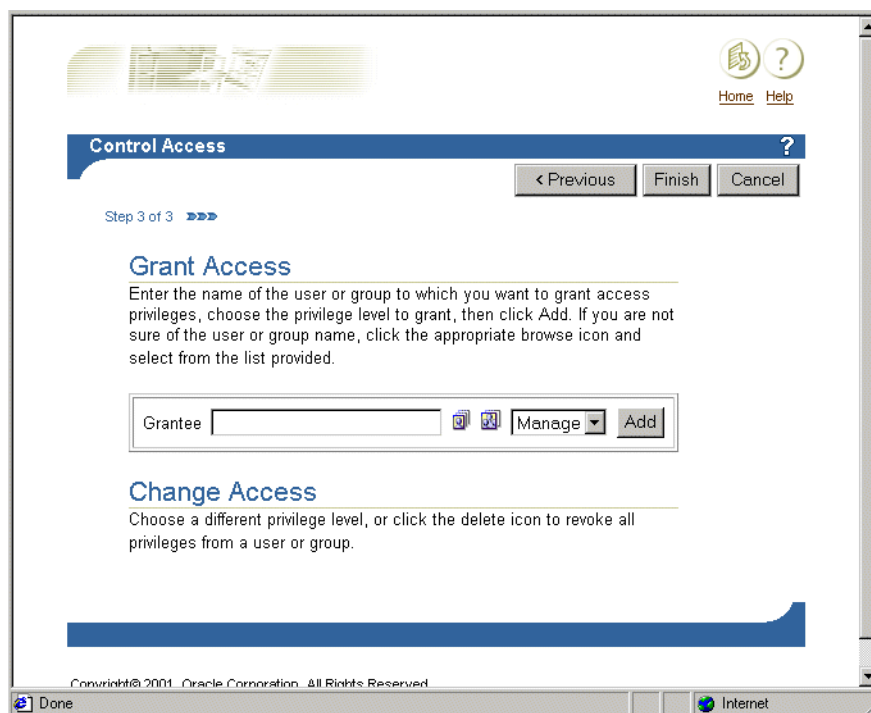 Home Help
Control Access ?
< Previous Finish Cancel
Step 3 of 3
Grant Access
Enter the name of the user or group to which you want to grant access
privileges, choose the privilege level to grant, then click Add. If you are not
sure of the user or group name, click the appropriate browse icon and
select from the list provided.
Grantee Manage Add
Change Access
Choose a different privilege level, or click the delete icon to revoke all
privileges from a user or group.
Copyright© 2001, Oracle Corporation. All Rights Reserved
Done Internet